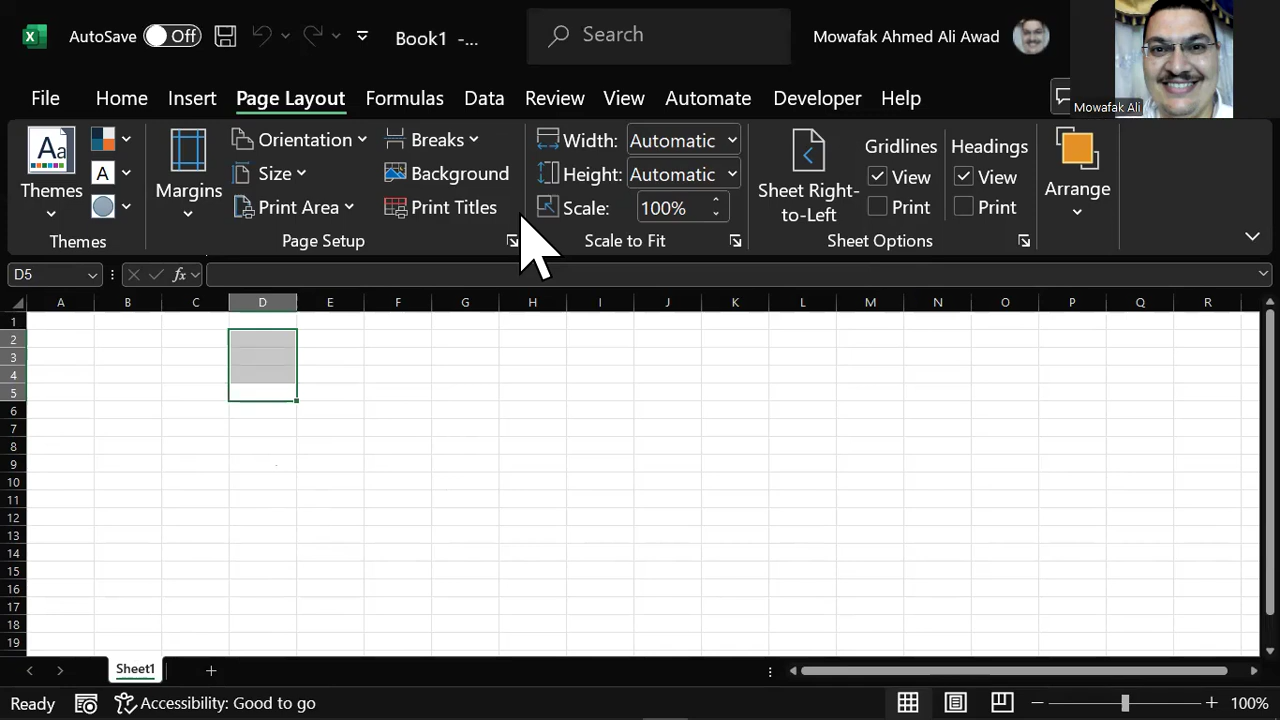 AutoSave Off Book1 -... Search Mowafak Ahmed Ali Awad
Mowafak Ali
File Home Insert Page Layout Formulas Data Review View Automate Developer Help
Themes
Margins
Orientation
Size
Print Area
Breaks
Background
Print Titles
Width: Automatic
Height: Automatic
Scale: 100%
Sheet Right-
to-Left
Gridlines
View
Print
Headings
View
Print
Arrange
Themes Page Setup Scale to Fit Sheet Options
D5 fx
A B C D E F G H I J K L M N O P Q R
1
2
3
4
5
6
7
8
9
10
11
12
13
14
15
16
17
18
19
Sheet1
Ready Accessibility: Good to go 100%